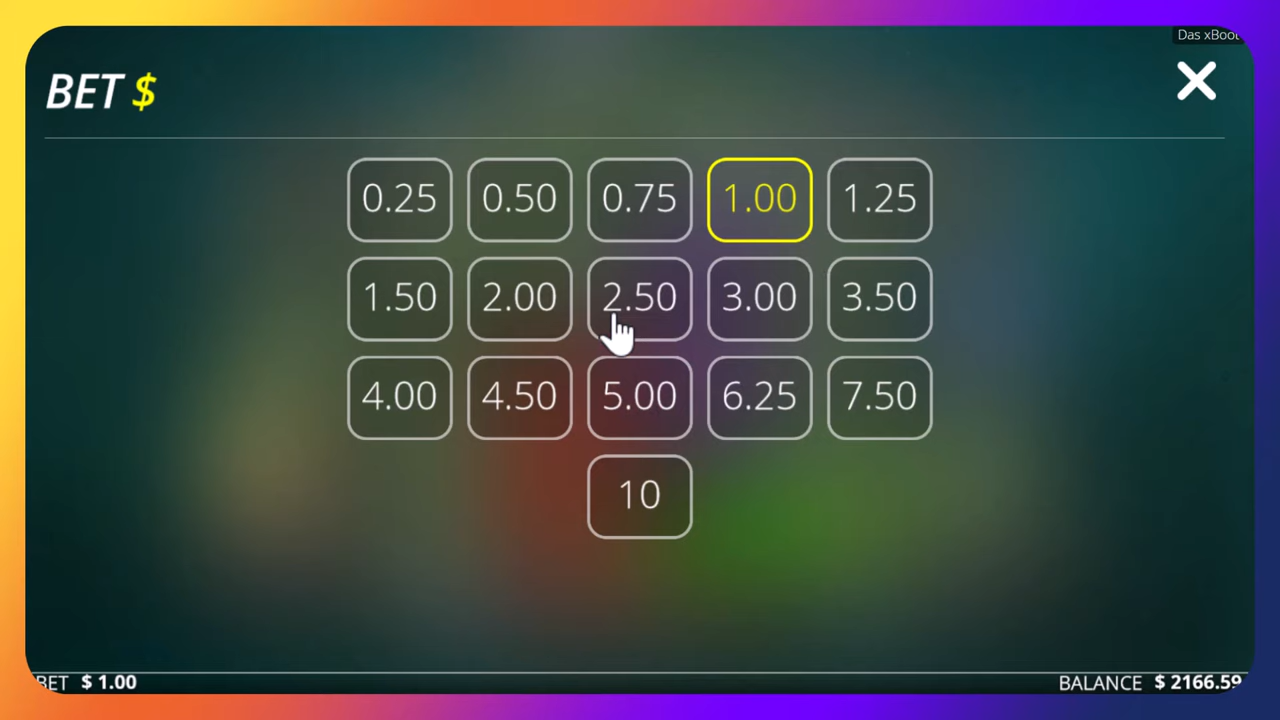 Das xBoot
BET $
0.25 0.50 0.75 1.00 1.25
1.50 2.00 2.50 3.00 3.50
4.00 4.50 5.00 6.25 7.50
10
BET $ 1.00
BALANCE $ 2166.59